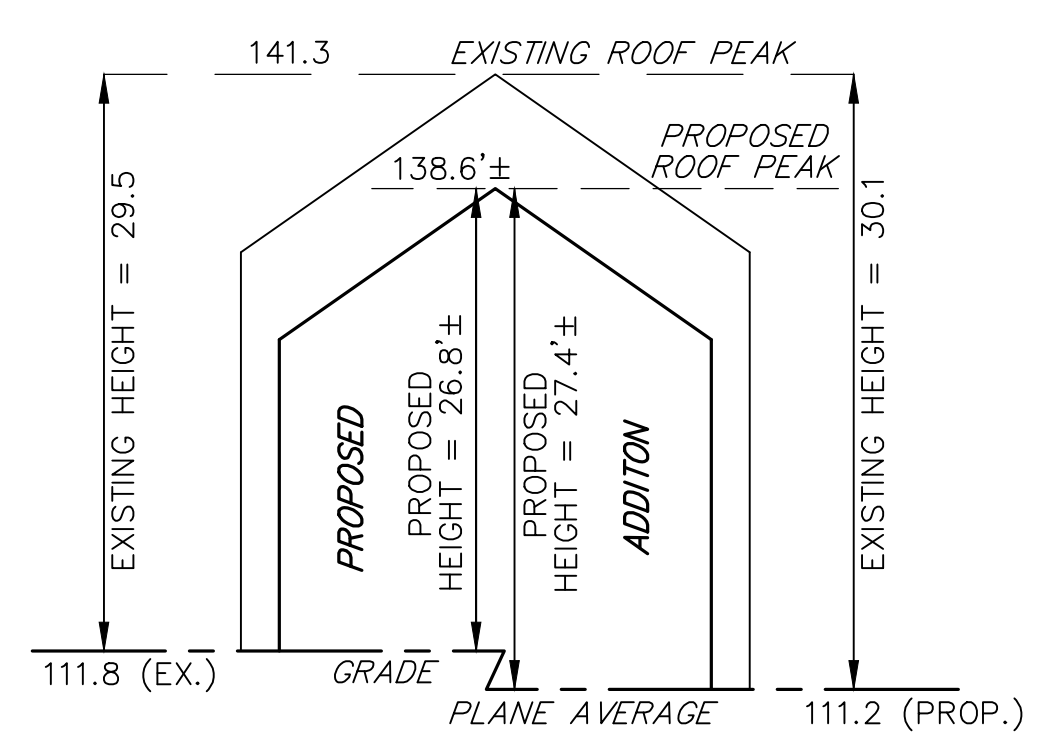 141.3
EXISTING ROOF PEAK
PROPOSED
ROOF PEAK
138.6'±
EXISTING HEIGHT = 29.5
PROPOSED
PROPOSED
HEIGHT = 26.8'±
PROPOSED
HEIGHT = 27.4'±
ADDITON
EXISTING HEIGHT = 30.1
111.8 (EX.)
GRADE
PLANE AVERAGE
111.2 (PROP.)